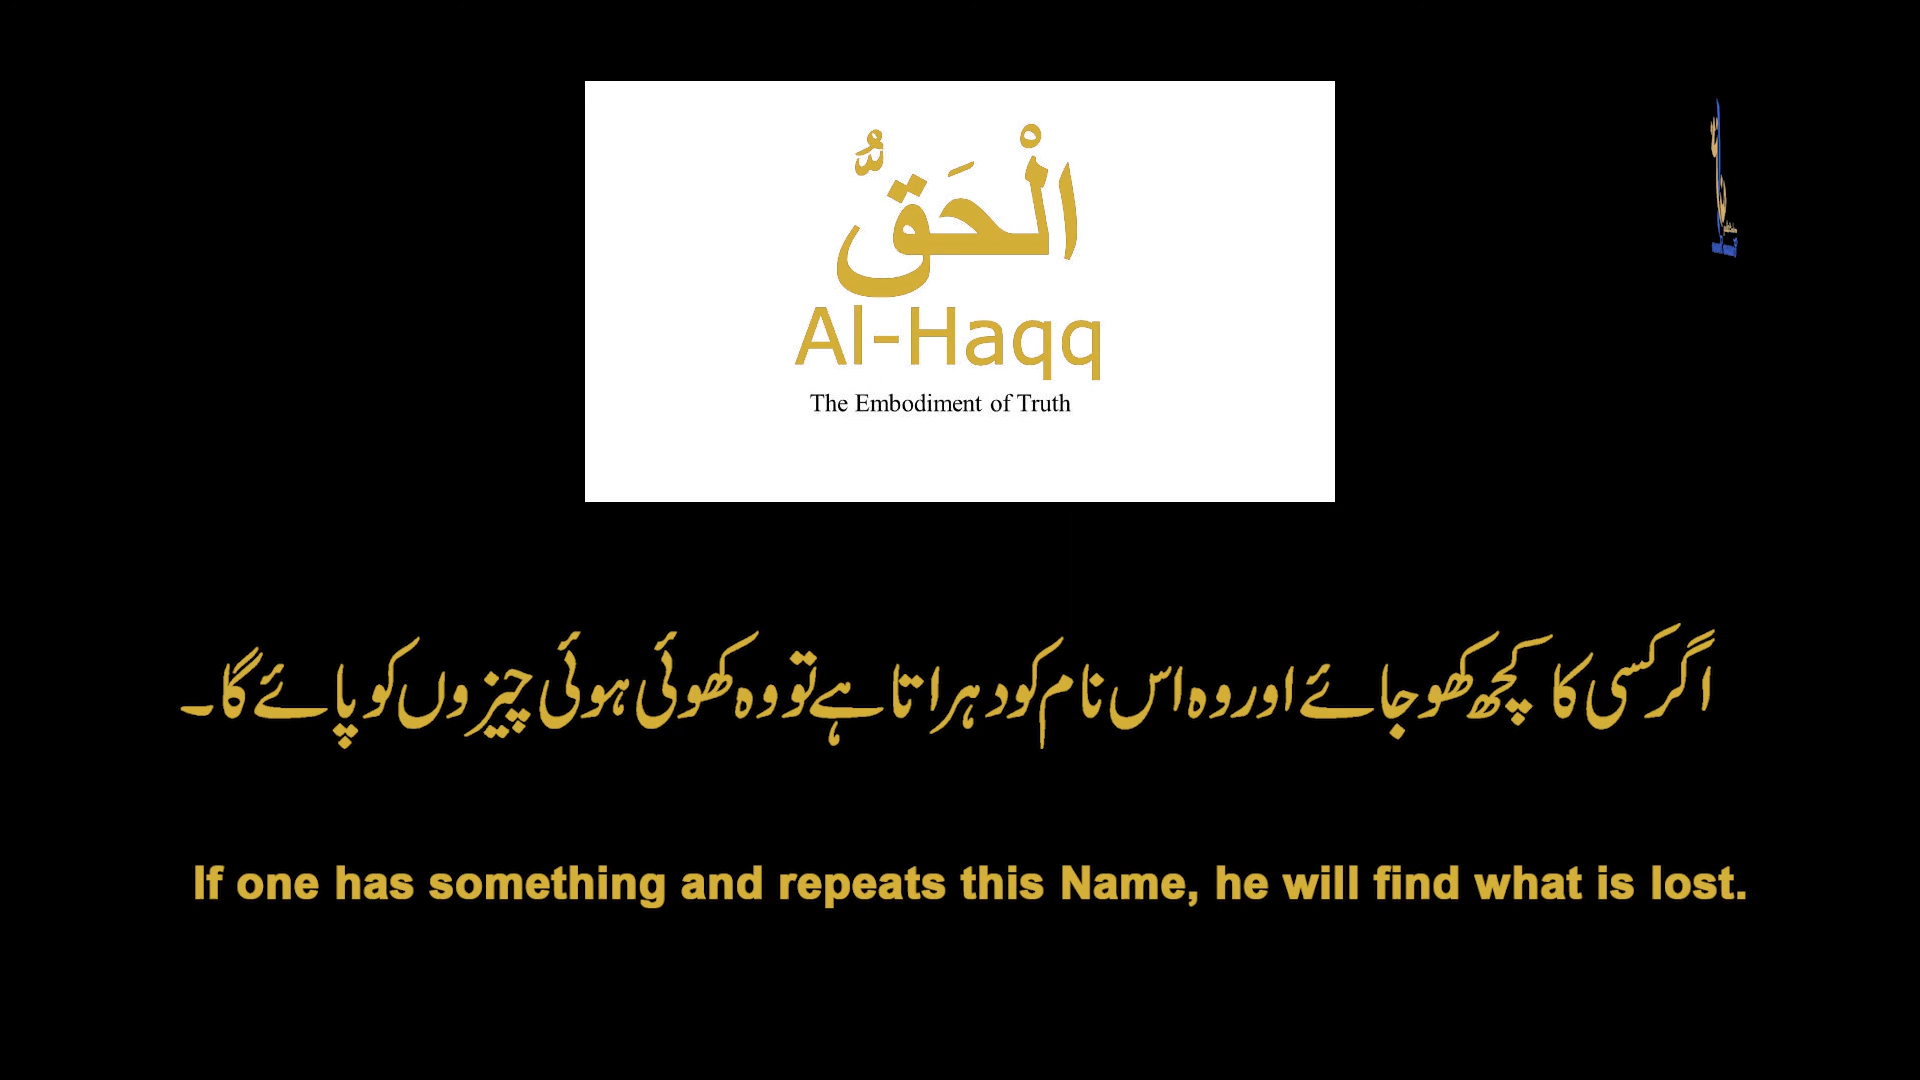 الْحَقُّ
Al-Haqq
The Embodiment of Truth
اگر کسی کا کچھ کھو جائے اور وہ اس نام کو دہراتا ہے تو وہ کھوئی ہوئی چیزوں کو پائے گا۔
If one has something and repeats this Name, he will find what is lost.